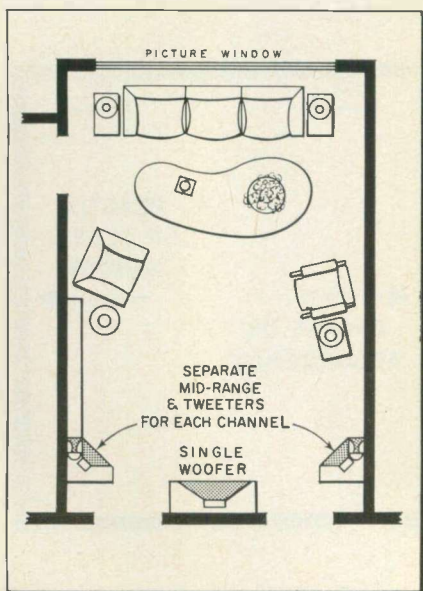 PICTURE WINDOW
SEPARATE
MID-RANGE
& TWEETERS
FOR EACH CHANNEL
SINGLE
WOOFER